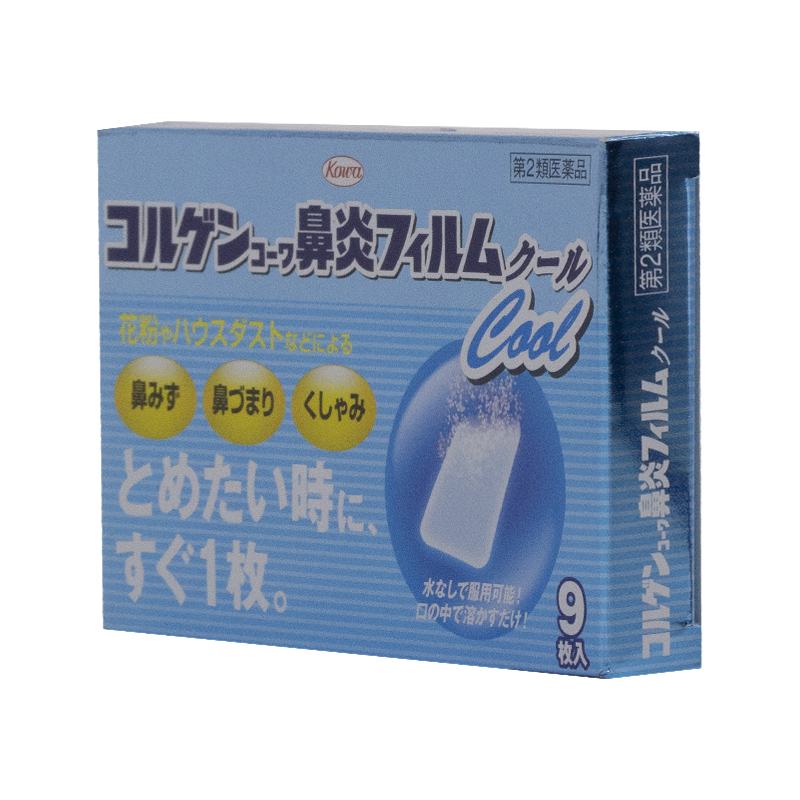 Kowa
第2類医薬品
コルゲンコーワ鼻炎フィルムクール
Cool
花粉やハウスダストなどによる
鼻みず
鼻づまり
くしゃみ
とめたい時に、
すぐ1枚。
水なしで服用可能!
口の中で溶かすだけ!
9
枚入
第2類医薬品
コルゲンコーワ鼻炎フィルムクール